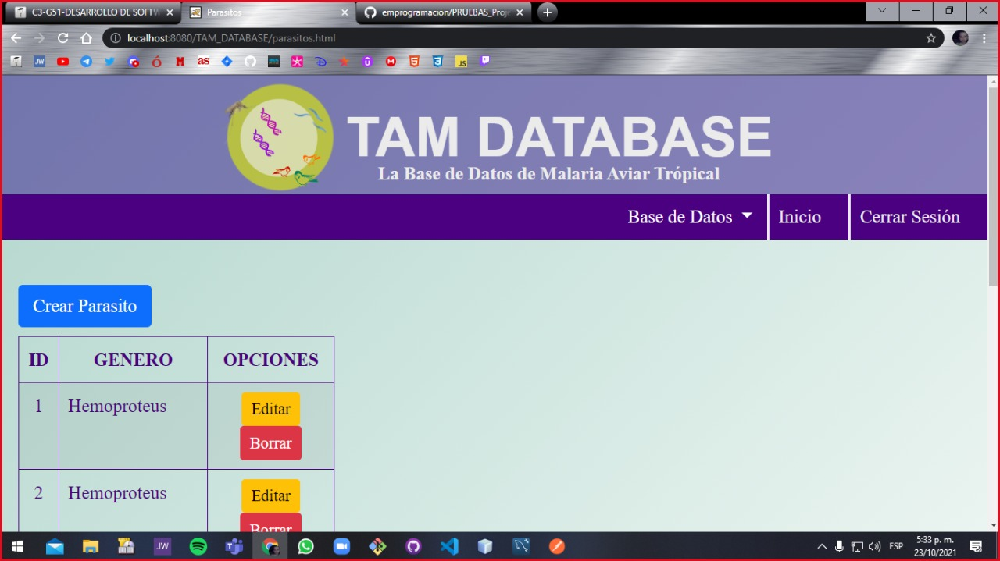 C3-G51-DESARROLLO DE SOFTW
Parasitos
emprogramacion/PRUEBAS_Proje
localhost:8080/TAM_DATABASE/parasitos.html
JW
ó
M
as
JS
TAM DATABASE
La Base de Datos de Malaria Aviar Trópical
Base de Datos
Inicio
Cerrar Sesión
Crear Parasito
ID GENERO OPCIONES
1 Hemoproteus Editar
Borrar
2 Hemoproteus Editar
Borrar
JW
ESP
5:33 p. m.
23/10/2021